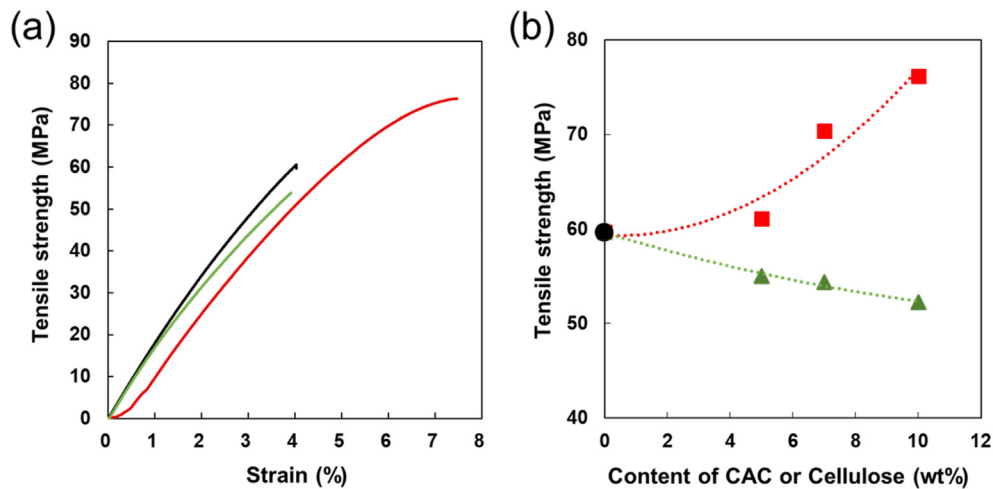 (a)
90
80
70
60
50
40
30
20
10
0
Tensile strength (MPa)
0 1 2 3 4 5 6 7 8
Strain (%)
(b)
80
70
60
50
40
Tensile strength (MPa)
0 2 4 6 8 10 12
Content of CAC or Cellulose (wt%)